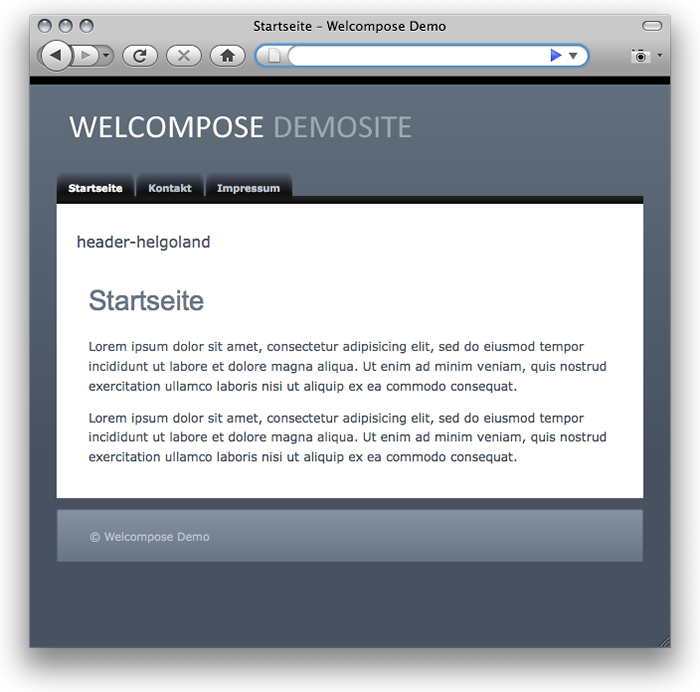 Startseite – Welcompose Demo
WELCOMPOSE DEMOSITE
Startseite Kontakt Impressum
header-helgoland
Startseite
Lorem ipsum dolor sit amet, consectetur adipisicing elit, sed do eiusmod tempor
incididunt ut labore et dolore magna aliqua. Ut enim ad minim veniam, quis nostrud
exercitation ullamco laboris nisi ut aliquip ex ea commodo consequat.
Lorem ipsum dolor sit amet, consectetur adipisicing elit, sed do eiusmod tempor
incididunt ut labore et dolore magna aliqua. Ut enim ad minim veniam, quis nostrud
exercitation ullamco laboris nisi ut aliquip ex ea commodo consequat.
© Welcompose Demo